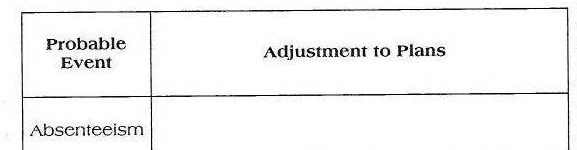 Probable
Event
Adjustment to Plans
Absenteeism